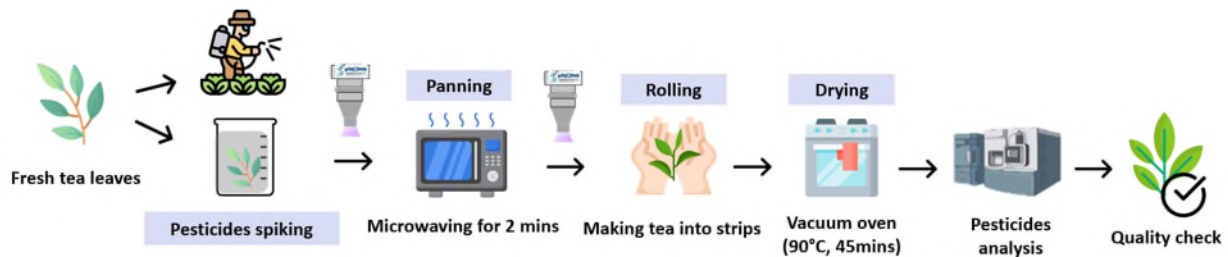 Fresh tea leaves
Pesticides spiking
Panning
Microwaving for 2 mins
Rolling
Making tea into strips
Drying
Vacuum oven
(90°C, 45mins)
Pesticides
analysis
Quality check